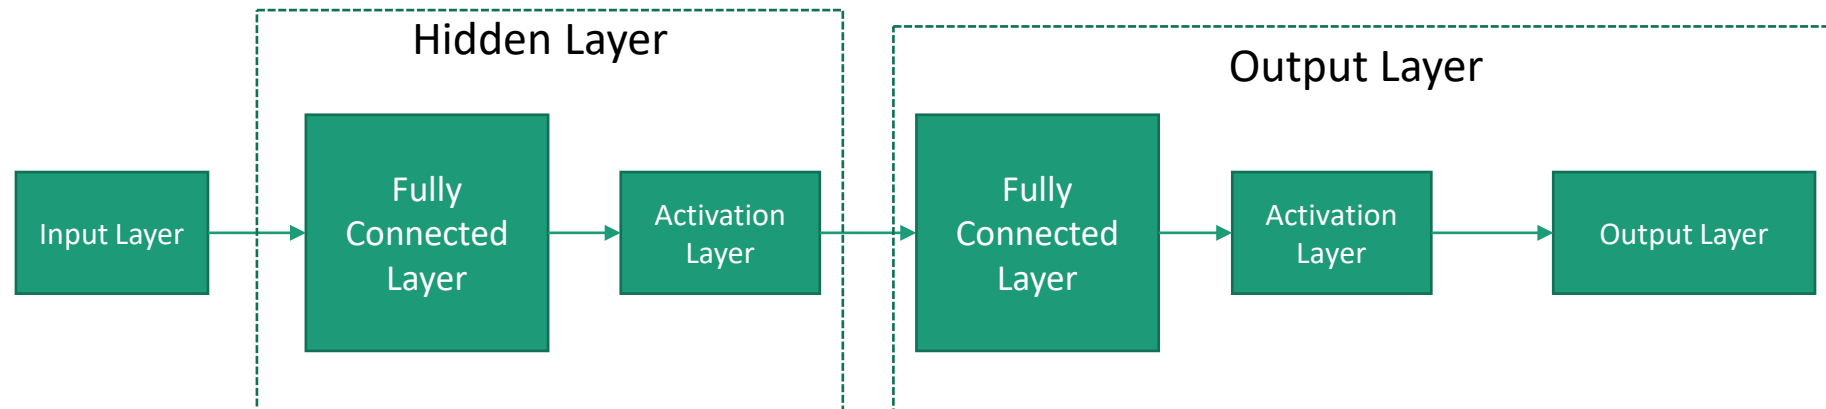 Hidden Layer
Output Layer
Input Layer
Fully
Connected
Layer
Activation
Layer
Fully
Connected
Layer
Activation
Layer
Output Layer